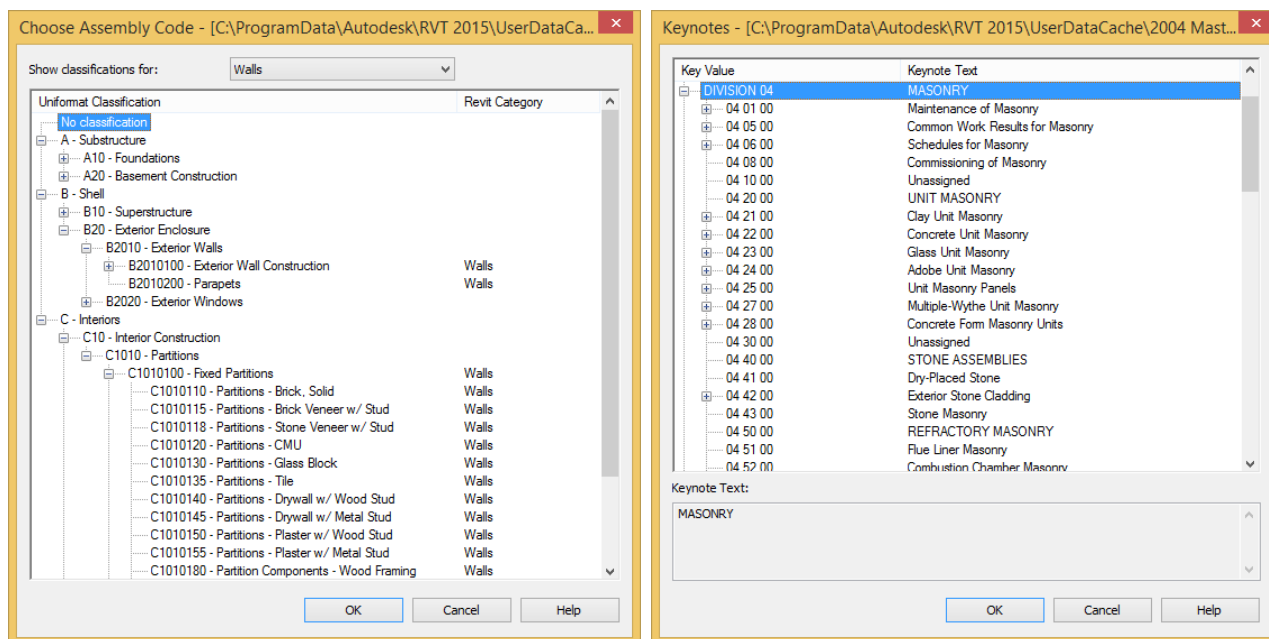 Choose Assembly Code - [C:\ProgramData\Autodesk\RVT 2015\UserDataCa...
Show classifications for: Walls
Uniformat Classification Revit Category
No classification
A - Substructure
A10 - Foundations
A20 - Basement Construction
B - Shell
B10 - Superstructure
B20 - Exterior Enclosure
B2010 - Exterior Walls
B2010100 - Exterior Wall Construction Walls
B2010200 - Parapets Walls
B2020 - Exterior Windows
C - Interiors
C10 - Interior Construction
C1010 - Partitions
C1010100 - Fixed Partitions Walls
C1010110 - Partitions - Brick, Solid Walls
C1010115 - Partitions - Brick Veneer w/ Stud Walls
C1010118 - Partitions - Stone Veneer w/ Stud Walls
C1010120 - Partitions - CMU Walls
C1010130 - Partitions - Glass Block Walls
C1010135 - Partitions - Tile Walls
C1010140 - Partitions - Drywall w/ Wood Stud Walls
C1010145 - Partitions - Drywall w/ Metal Stud Walls
C1010150 - Partitions - Plaster w/ Wood Stud Walls
C1010155 - Partitions - Plaster w/ Metal Stud Walls
C1010180 - Partition Components - Wood Framing Walls
OK Cancel Help
Keynotes - [C:\ProgramData\Autodesk\RVT 2015\UserDataCache\2004 Mast...
Key Value Keynote Text
DIVISION 04 MASONRY
04 01 00 Maintenance of Masonry
04 05 00 Common Work Results for Masonry
04 06 00 Schedules for Masonry
04 08 00 Commissioning of Masonry
04 10 00 Unassigned
04 20 00 UNIT MASONRY
04 21 00 Clay Unit Masonry
04 22 00 Concrete Unit Masonry
04 23 00 Glass Unit Masonry
04 24 00 Adobe Unit Masonry
04 25 00 Unit Masonry Panels
04 27 00 Multiple-Wythe Unit Masonry
04 28 00 Concrete Form Masonry Units
04 30 00 Unassigned
04 40 00 STONE ASSEMBLIES
04 41 00 Dry-Placed Stone
04 42 00 Exterior Stone Cladding
04 43 00 Stone Masonry
04 50 00 REFRACTORY MASONRY
04 51 00 Flue Liner Masonry
04 52 00 Combustion Chamber Masonry
Keynote Text:
MASONRY
OK Cancel Help